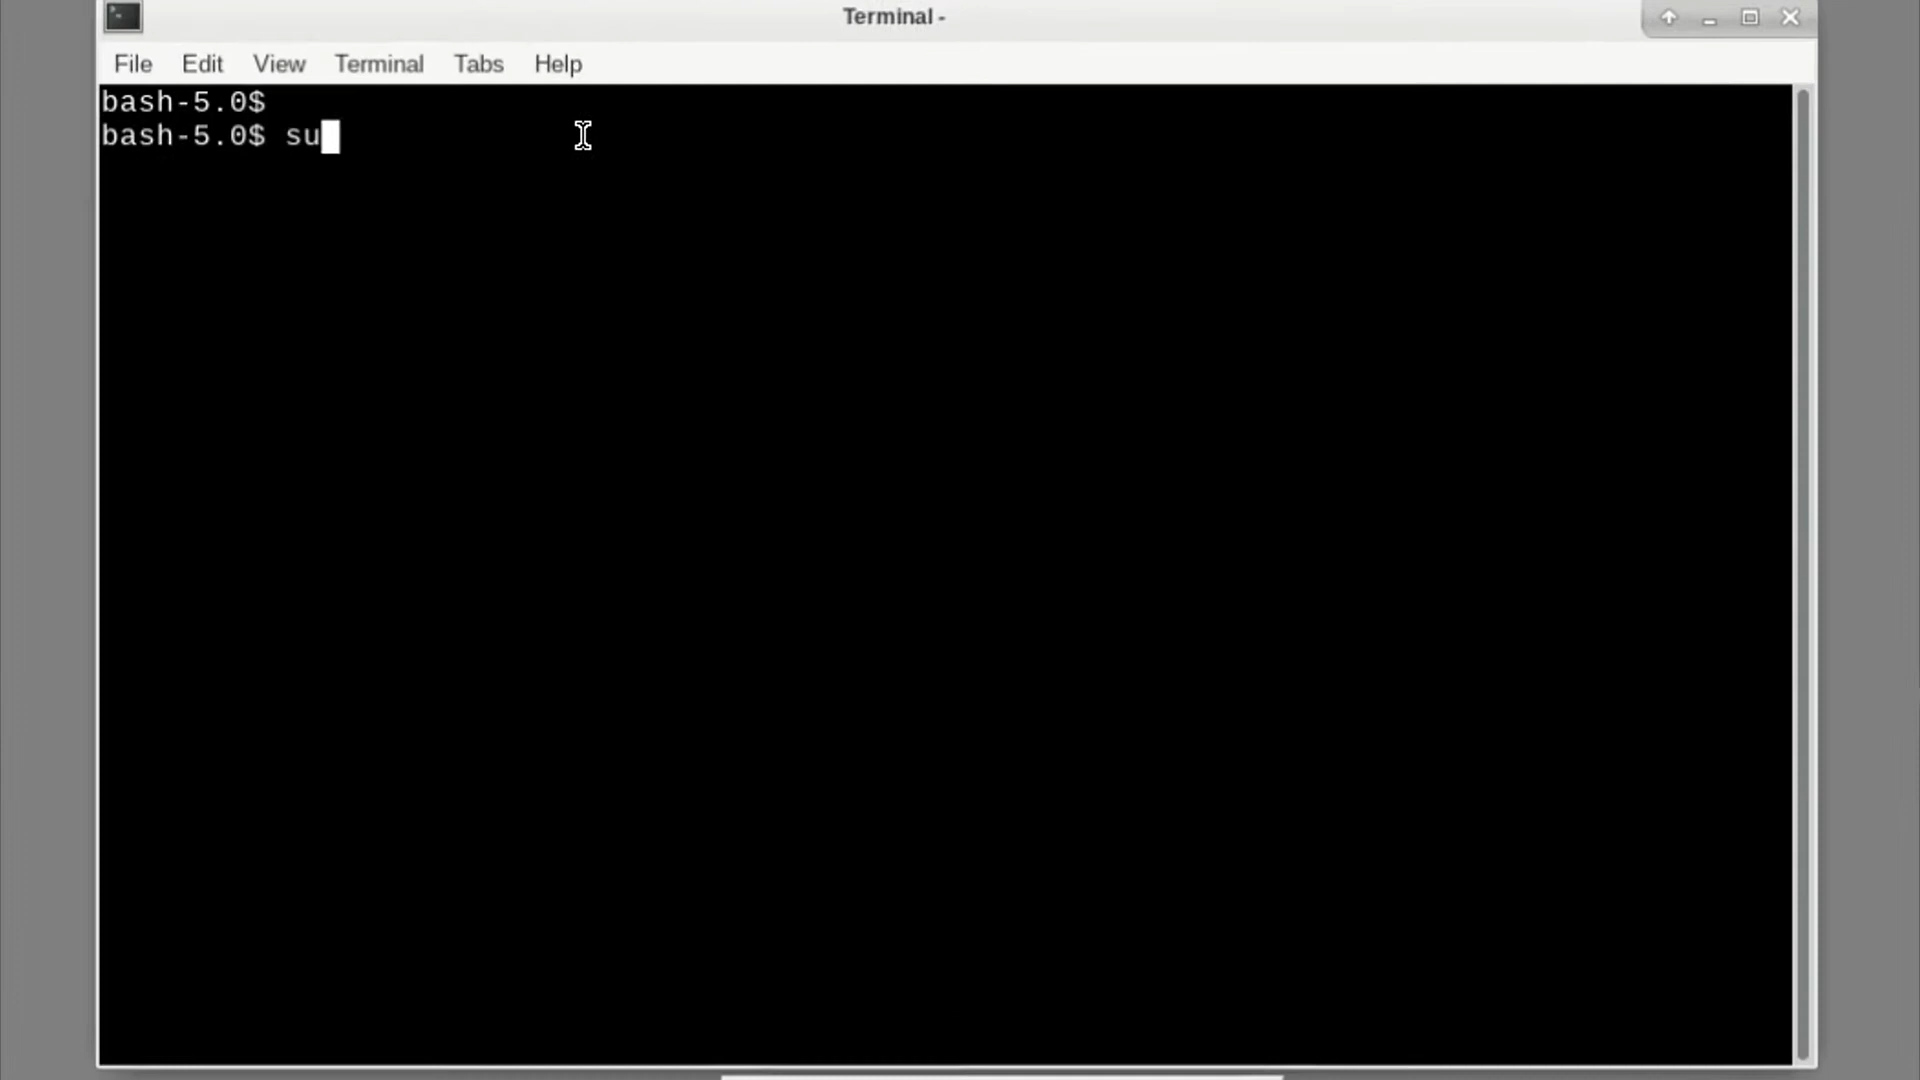 Terminal -
File Edit View Terminal Tabs Help
bash-5.0$
bash-5.0$ su